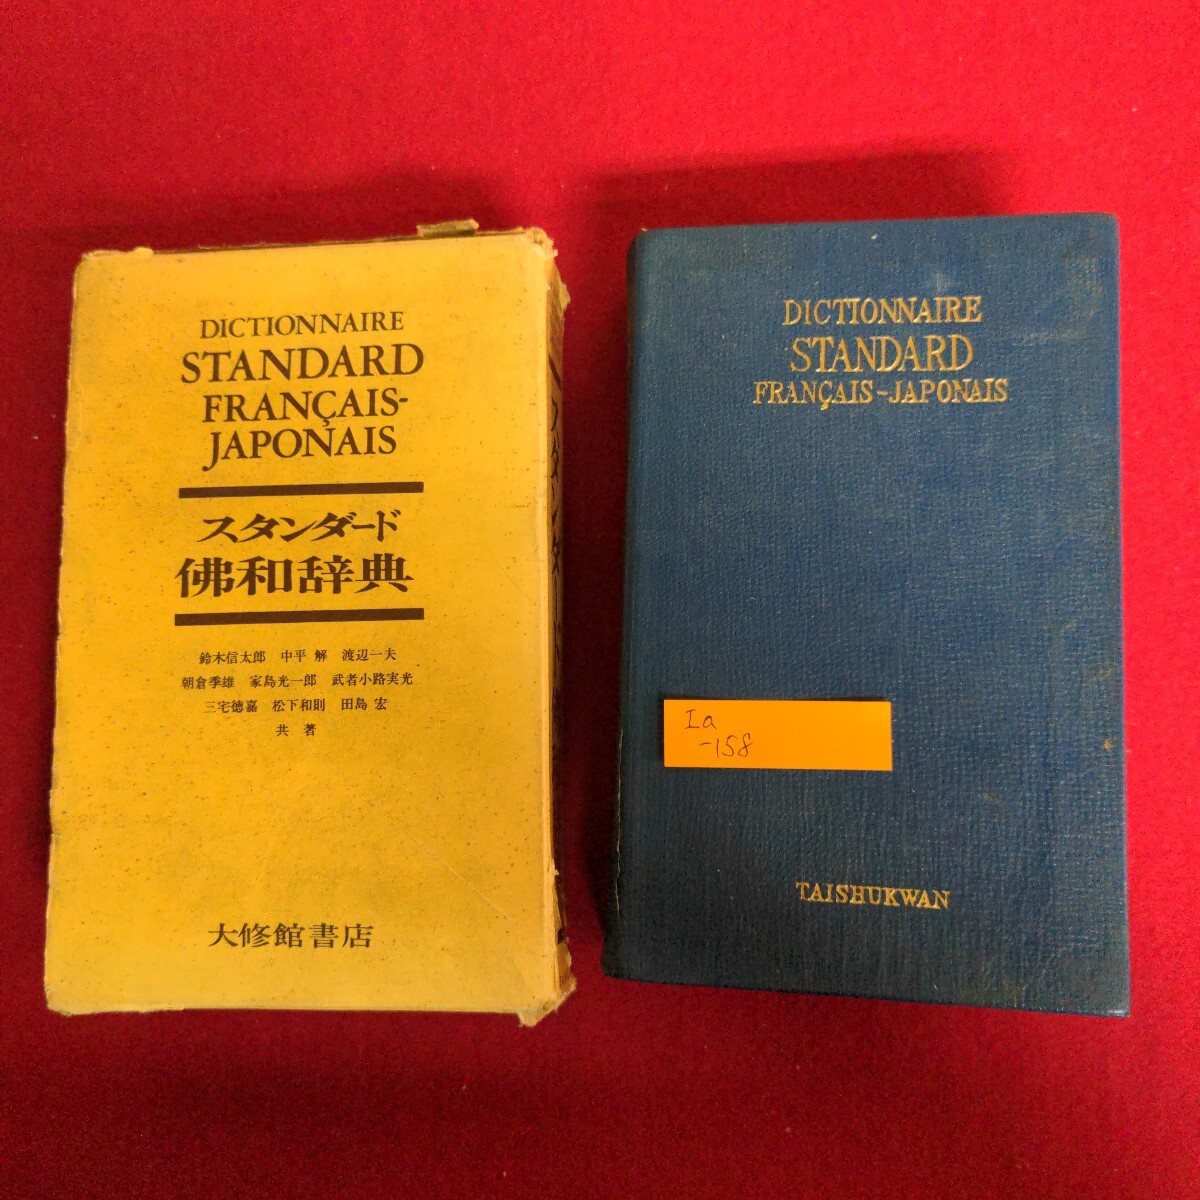 DICTIONNAIRE
STANDARD
FRANÇAIS-
JAPONAIS
スタンダード
佛和辞典
鈴木信太郎 中平 解 渡辺一夫
朝倉季雄 家島光一郎 武者小路実光
三宅徳嘉 松下和則 田島 宏
共 著
大修館書店
DICTIONNAIRE
STANDARD
FRANÇAIS-JAPONAIS
Ia
-158
TAISHUKWAN